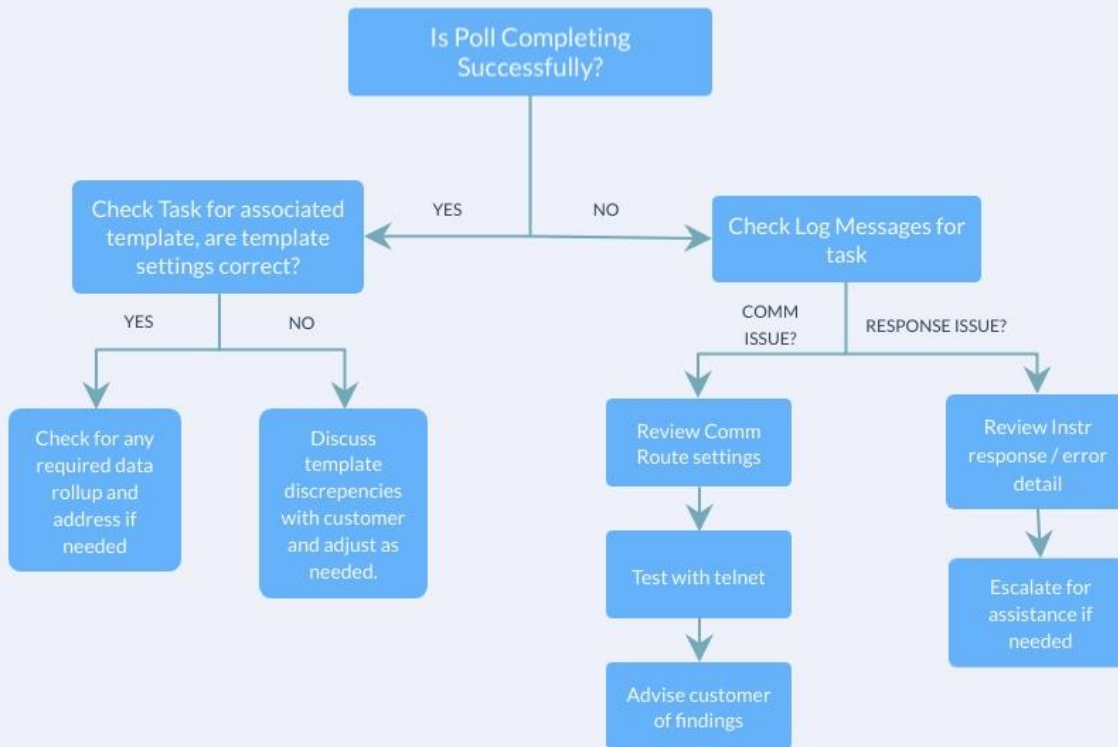 Is Poll Completing
Successfully?
YES
NO
Check Task for associated
template, are template
settings correct?
Check Log Messages for
task
YES
NO
COMM
ISSUE?
RESPONSE ISSUE?
Check for any
required data
rollup and
address if
needed
Discuss
template
discrepencies
with customer
and adjust as
needed.
Review Comm
Route settings
Review Instr
response / error
detail
Test with telnet
Escalate for
assistance if
needed
Advise customer
of findings